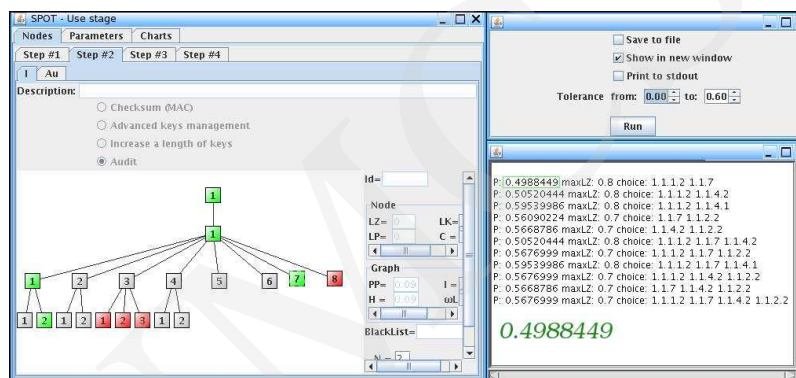 SPOT - Use stage
Nodes Parameters Charts
Step #1 Step #2 Step #3 Step #4
I Au
Description:
Checksum (MAC)
Advanced keys management
Increase a length of keys
Audit
1
1
1 2 3 4 5 6 7 8
1 2 1 2 1 2 3 1 2
Id=
Node
LZ= 0 LK=
LP= 0 C =
Graph
PP= 0.09 I =
H = 0.09 ωL
BlackList=
N = 2
Save to file
Show in new window
Print to stdout
Tolerance from: 0.00 to: 0.60
Run
P: 0.4988449 maxLZ: 0.8 choice: 1.1.1.2 1.1.7
P: 0.50520444 maxLZ: 0.8 choice: 1.1.1.2 1.1.4.2
P: 0.59539986 maxLZ: 0.8 choice: 1.1.1.2 1.1.4.1
P: 0.56090224 maxLZ: 0.7 choice: 1.1.7 1.1.2.2
P: 0.5668786 maxLZ: 0.7 choice: 1.1.4.2 1.1.2.2
P: 0.50520444 maxLZ: 0.8 choice: 1.1.1.2 1.1.7 1.1.4.2
P: 0.5676999 maxLZ: 0.7 choice: 1.1.1.2 1.1.7 1.1.2.2
P: 0.59539986 maxLZ: 0.8 choice: 1.1.1.2 1.1.7 1.1.4.1
P: 0.5676999 maxLZ: 0.7 choice: 1.1.1.2 1.1.4.2 1.1.2.2
P: 0.5668786 maxLZ: 0.7 choice: 1.1.7 1.1.4.2 1.1.2.2
P: 0.5676999 maxLZ: 0.7 choice: 1.1.1.2 1.1.7 1.1.4.2 1.1.2.2
0.4988449